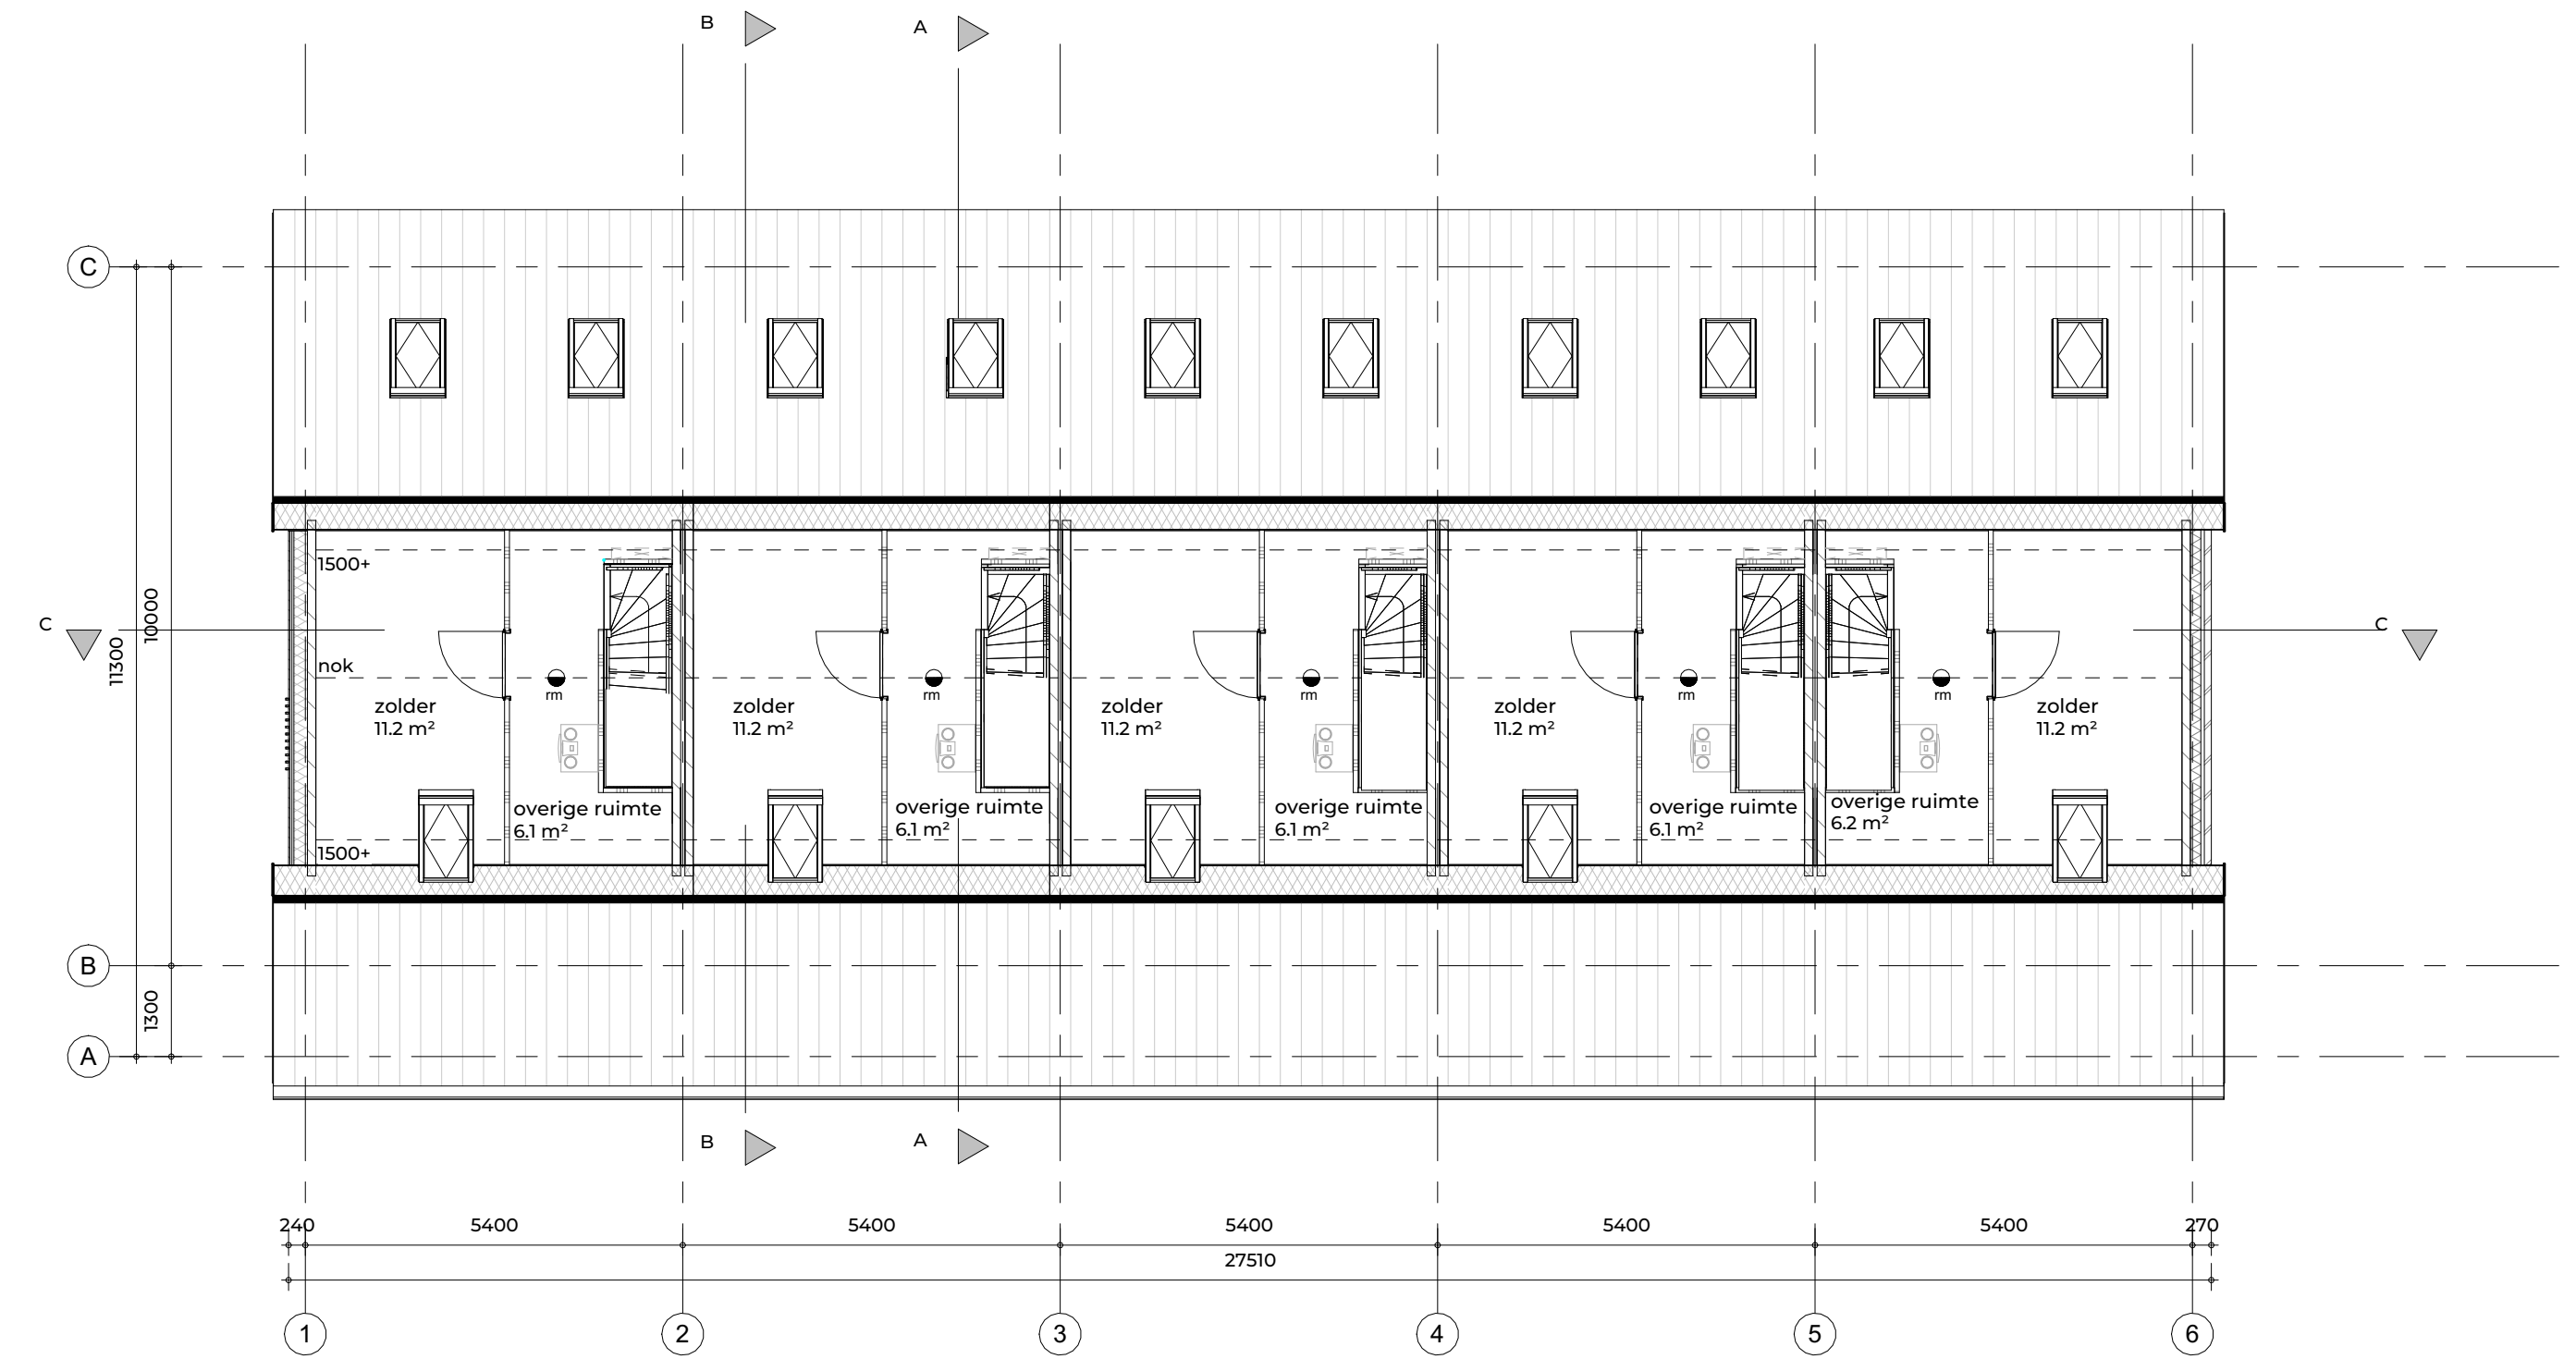 B
A
C
1500+
C
10000
11300
C
nok
rm
rm
rm
rm
rm
zolder
11.2 m²
zolder
11.2 m²
zolder
11.2 m²
zolder
11.2 m²
zolder
11.2 m²
overige ruimte
6.1 m²
overige ruimte
6.1 m²
overige ruimte
6.1 m²
overige ruimte
6.1 m²
overige ruimte
6.2 m²
1500+
B
1300
A
B
A
240
5400
5400
5400
5400
5400
270
27510
1
2
3
4
5
6